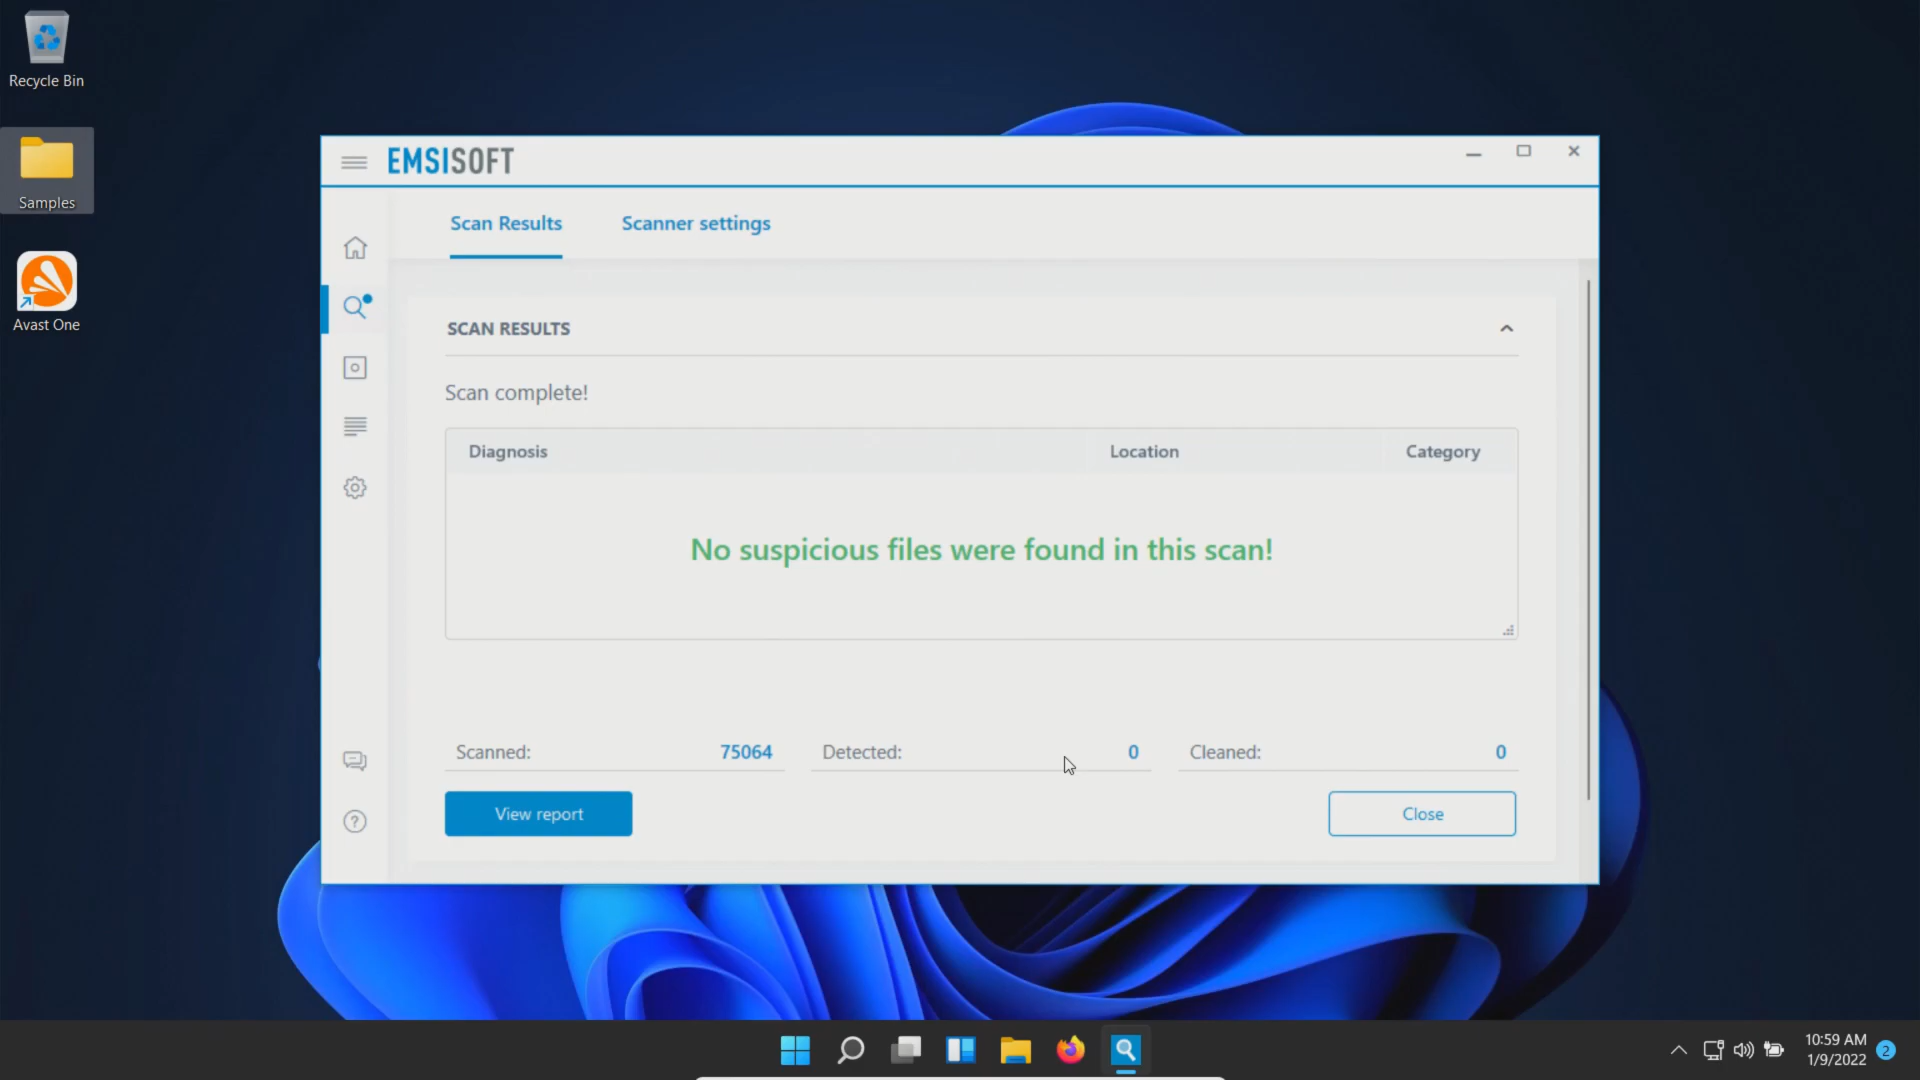 Recycle Bin
Samples
Avast One
EMSISOFT
Scan Results
Scanner settings
SCAN RESULTS
Scan complete!
Diagnosis
Location
Category
No suspicious files were found in this scan!
Scanned: 75064
Detected: 0
Cleaned: 0
View report
Close
10:59 AM
1/9/2022
2